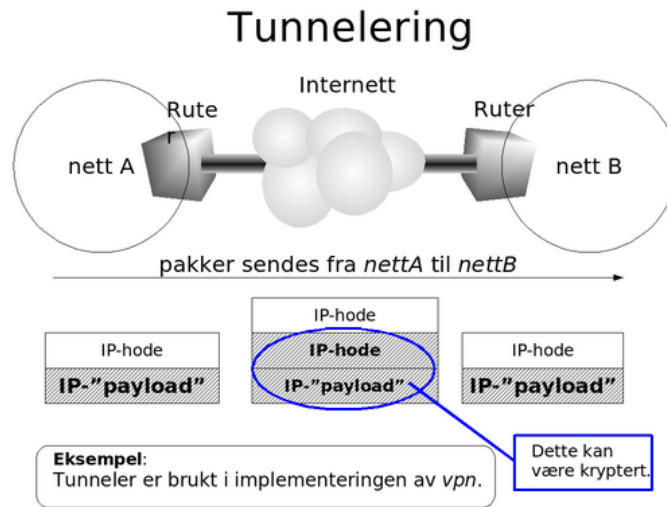 Tunnelering
Internett
Rute
r
Ruter
nett A
nett B
pakker sendes fra nettA til nettB
IP-hode
IP-"payload"
IP-hode
IP-hode
IP-"payload"
IP-hode
IP-"payload"
Eksempel:
Tunneler er brukt i implementeringen av vpn.
Dette kan
være kryptert.